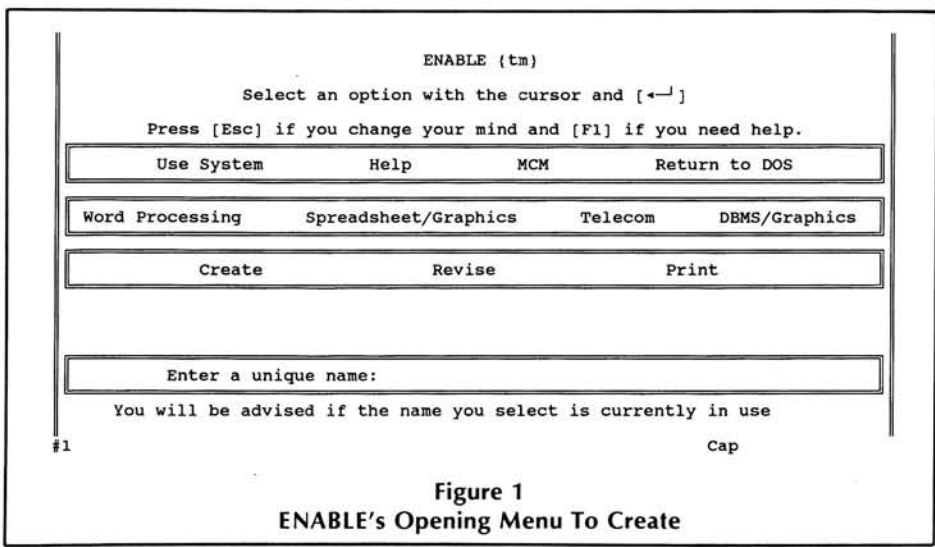 ENABLE (tm)
Select an option with the cursor and [◄─┘]
Press [Esc] if you change your mind and [F1] if you need help.
Use System Help MCM Return to DOS
Word Processing Spreadsheet/Graphics Telecom DBMS/Graphics
Create Revise Print
Enter a unique name:
You will be advised if the name you select is currently in use
#1 Cap
Figure 1
ENABLE's Opening Menu To Create